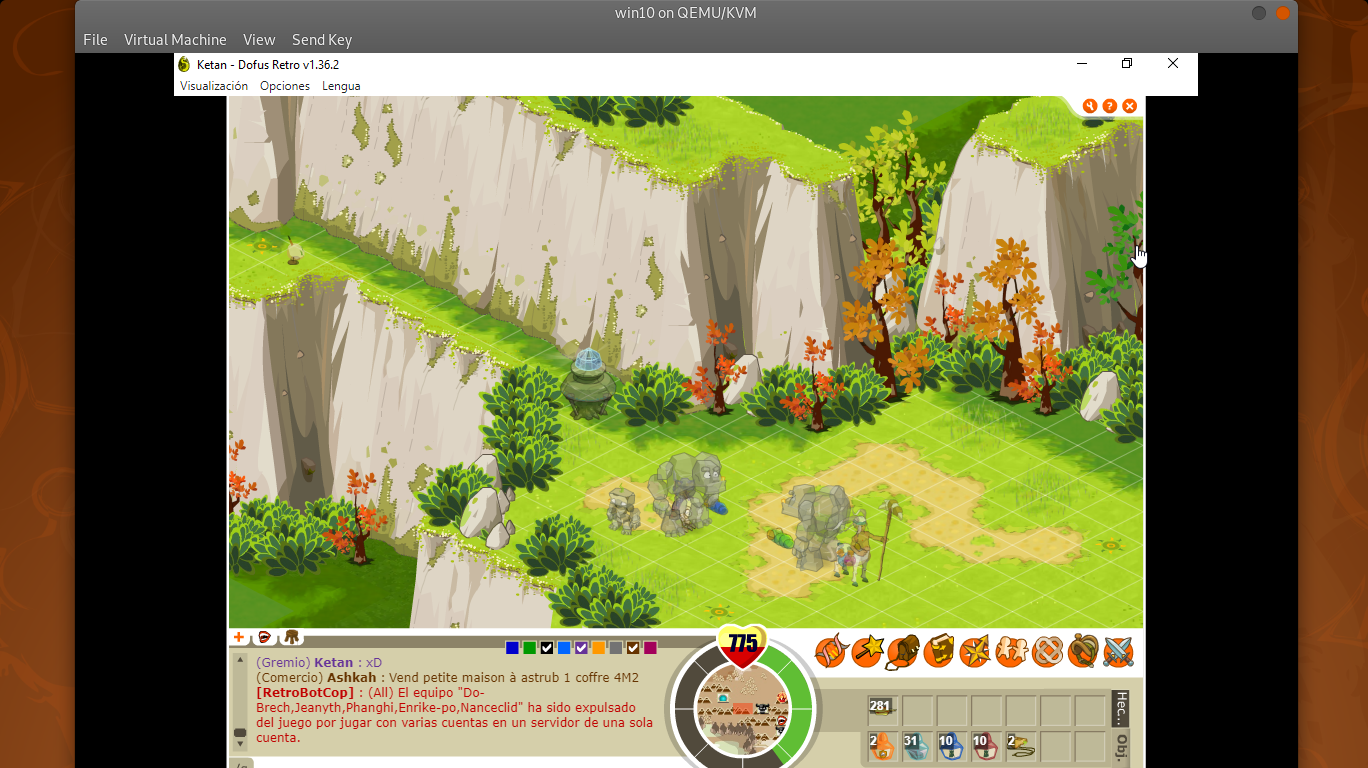 win10 on QEMU/KVM
File Virtual Machine View Send Key
Ketan - Dofus Retro v1.36.2
Visualización Opciones Lengua
775
(Gremio) Ketan : xD
(Comercio) Ashkah : Vend petite maison à astrub 1 coffre 4M2
[RetroBotCop] : (All) El equipo "Do-
Brech,Jeanyth,Phanghi,Enrike-po,Nanceclid" ha sido expulsado
del juego por jugar con varias cuentas en un servidor de una sola
cuenta.
281
Hec...
2 31 10 10 2
Obj.